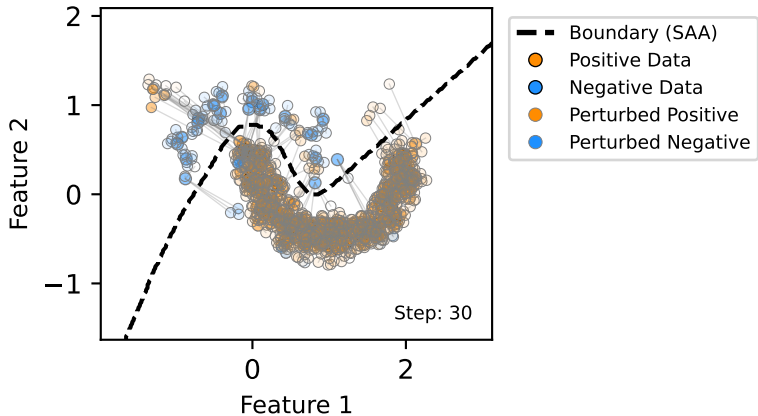 2
1
0
−1
Feature 2
0
2
Feature 1
Step: 30
Boundary (SAA)
Positive Data
Negative Data
Perturbed Positive
Perturbed Negative